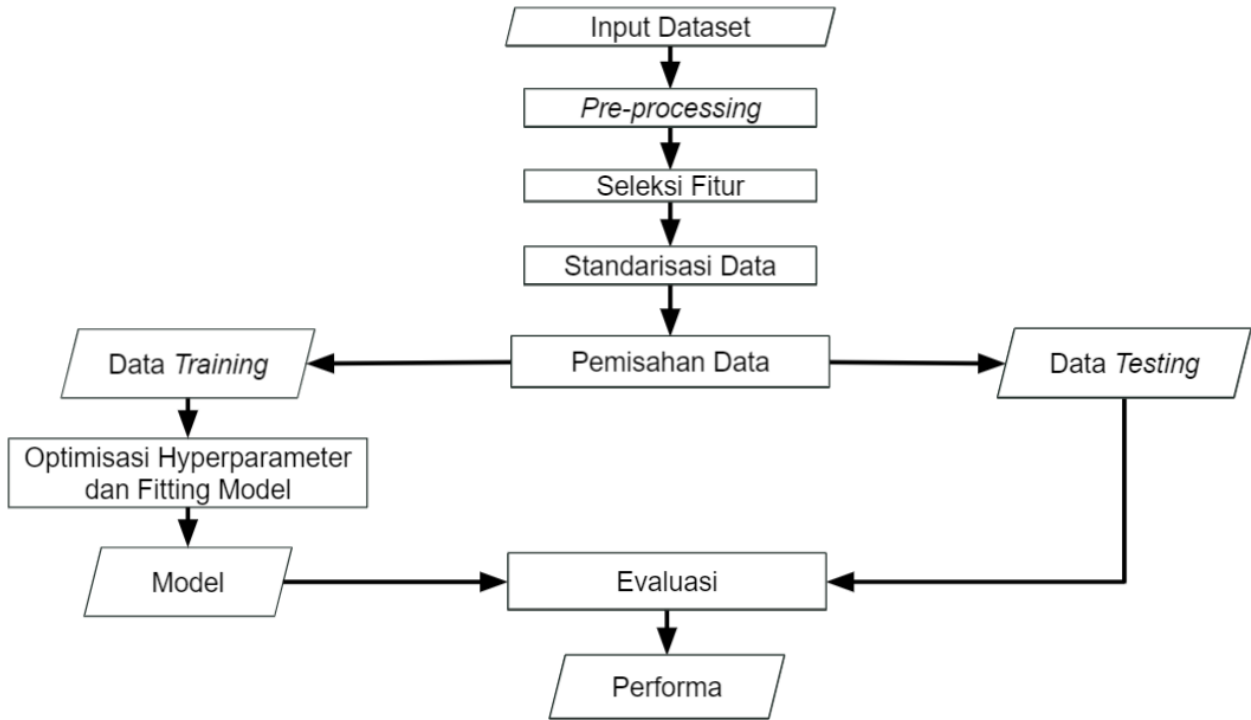 Input Dataset
Pre-processing
Seleksi Fitur
Standarisasi Data
Data Training
Pemisahan Data
Data Testing
Optimisasi Hyperparameter
dan Fitting Model
Model
Evaluasi
Performa